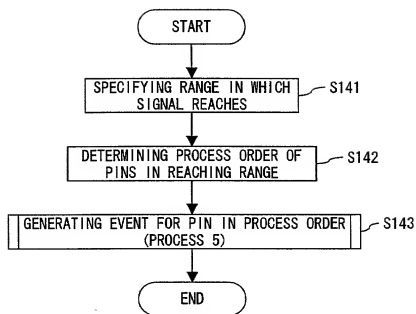 START
SPECIFYING RANGE IN WHICH
SIGNAL REACHES
S141
DETERMINING PROCESS ORDER OF
PINS IN REACHING RANGE
S142
GENERATING EVENT FOR PIN IN PROCESS ORDER
(PROCESS 5)
S143
END